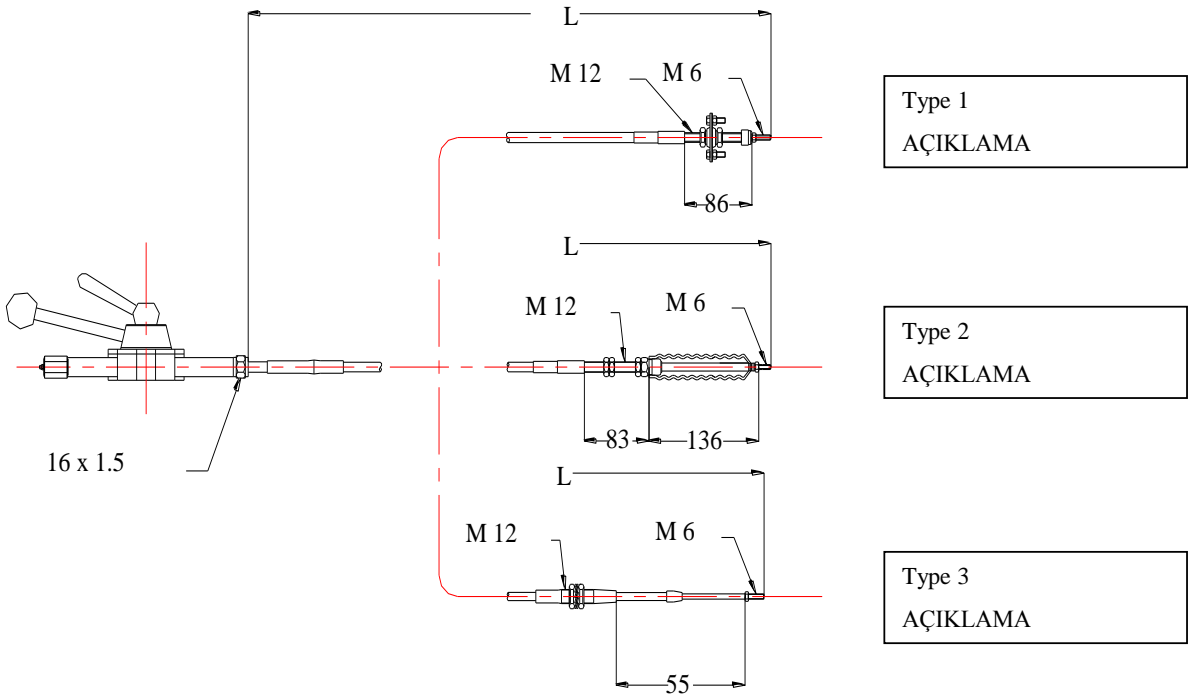 L
M 12 M 6
Type 1
AÇIKLAMA
86
L
M 12 M 6
Type 2
AÇIKLAMA
83 136
16 x 1.5
L
M 12 M 6
Type 3
AÇIKLAMA
55